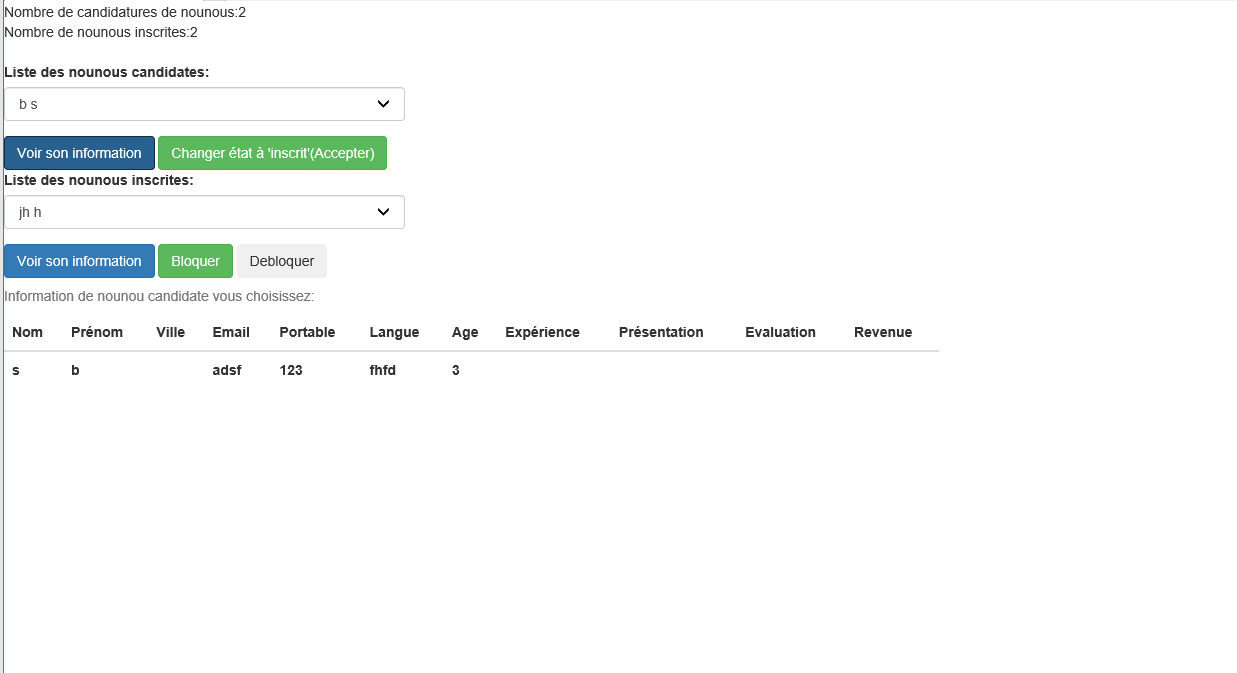 Nombre de candidatures de nounous:2
Nombre de nounous inscrites:2
Liste des nounous candidates:
b s
Voir son information Changer état à 'inscrit'(Accepter)
Liste des nounous inscrites:
jh h
Voir son information Bloquer Debloquer
Information de nounou candidate vous choisissez:
Nom Prénom Ville Email Portable Langue Age Expérience Présentation Evaluation Revenue
s b adsf 123 fhfd 3